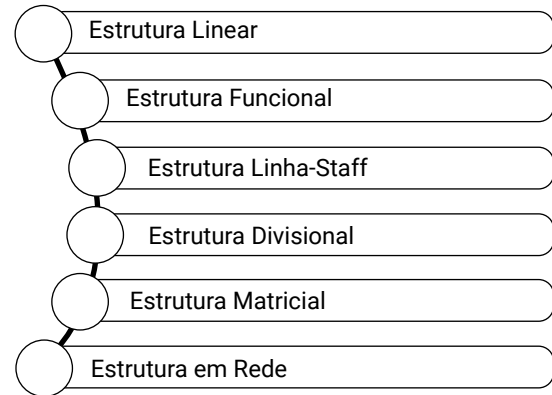 Estrutura Linear
Estrutura Funcional
Estrutura Linha-Staff
Estrutura Divisional
Estrutura Matricial
Estrutura em Rede